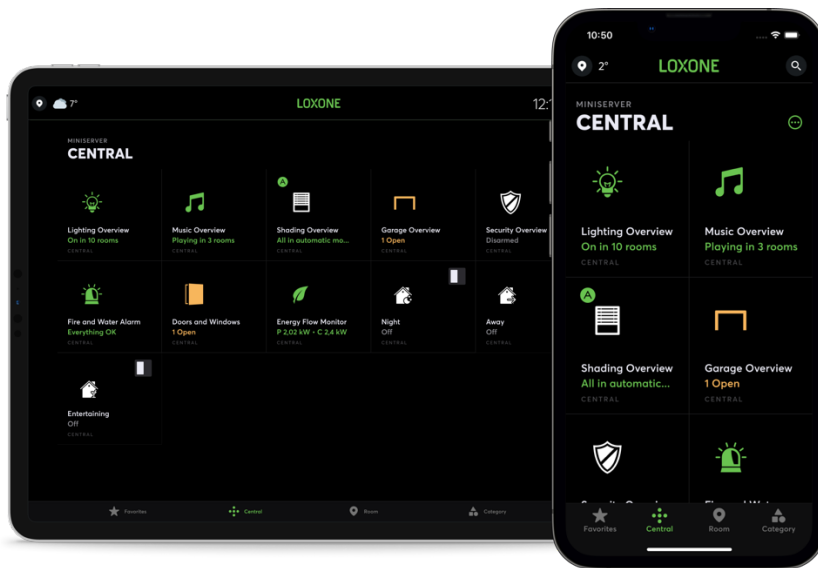 7°
LOXONE
12:1
MINISERVER
CENTRAL
Lighting Overview
On in 10 rooms
CENTRAL
Music Overview
Playing in 3 rooms
CENTRAL
A
Shading Overview
All in automatic mo...
CENTRAL
Garage Overview
1 Open
CENTRAL
Security Overview
Disarmed
CENTRAL
Fire and Water Alarm
Everything OK
CENTRAL
Doors and Windows
1 Open
CENTRAL
Energy Flow Monitor
P 2,02 kW • C 2,4 kW
CENTRAL
Night
Off
CENTRAL
Away
Off
CENTRAL
Entertaining
Off
CENTRAL
Favorites
Central
Room
Category
10:50
2°
LOXONE
MINISERVER
CENTRAL
Lighting Overview
On in 10 rooms
CENTRAL
Music Overview
Playing in 3 rooms
CENTRAL
A
Shading Overview
All in automatic...
CENTRAL
Garage Overview
1 Open
CENTRAL
Favorites
Central
Room
Category